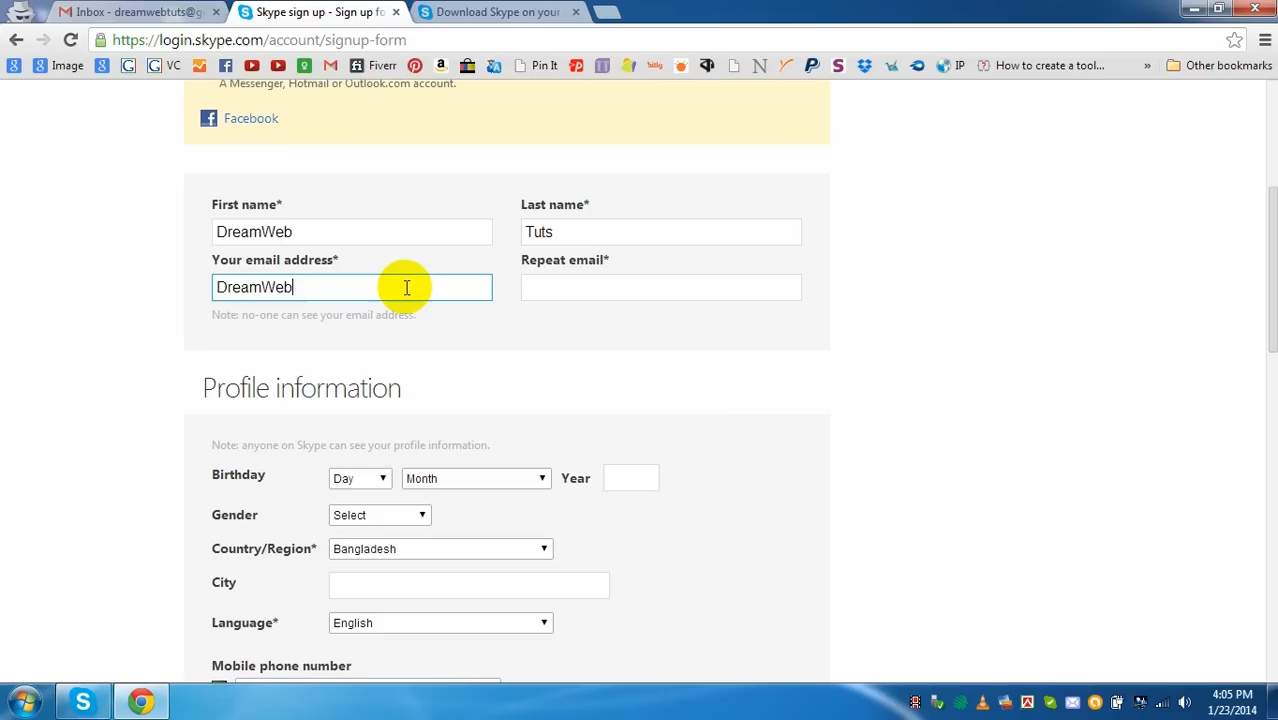 Inbox - dreamwebtuts@g
Skype sign up - Sign up fo
Download Skype on your
https://login.skype.com/account/signup-form
Image
VC
Fiverr
Pin It
bitly
IP
How to create a tool...
»
Other bookmarks
A Messenger, Hotmail or Outlook.com account.
Facebook
First name*
Last name*
DreamWeb
Tuts
Your email address*
Repeat email*
DreamWeb
Note: no-one can see your email address.
Profile information
Note: anyone on Skype can see your profile information.
Birthday
Day
Month
Year
Gender
Select
Country/Region*
Bangladesh
City
Language*
English
Mobile phone number
4:05 PM
1/23/2014